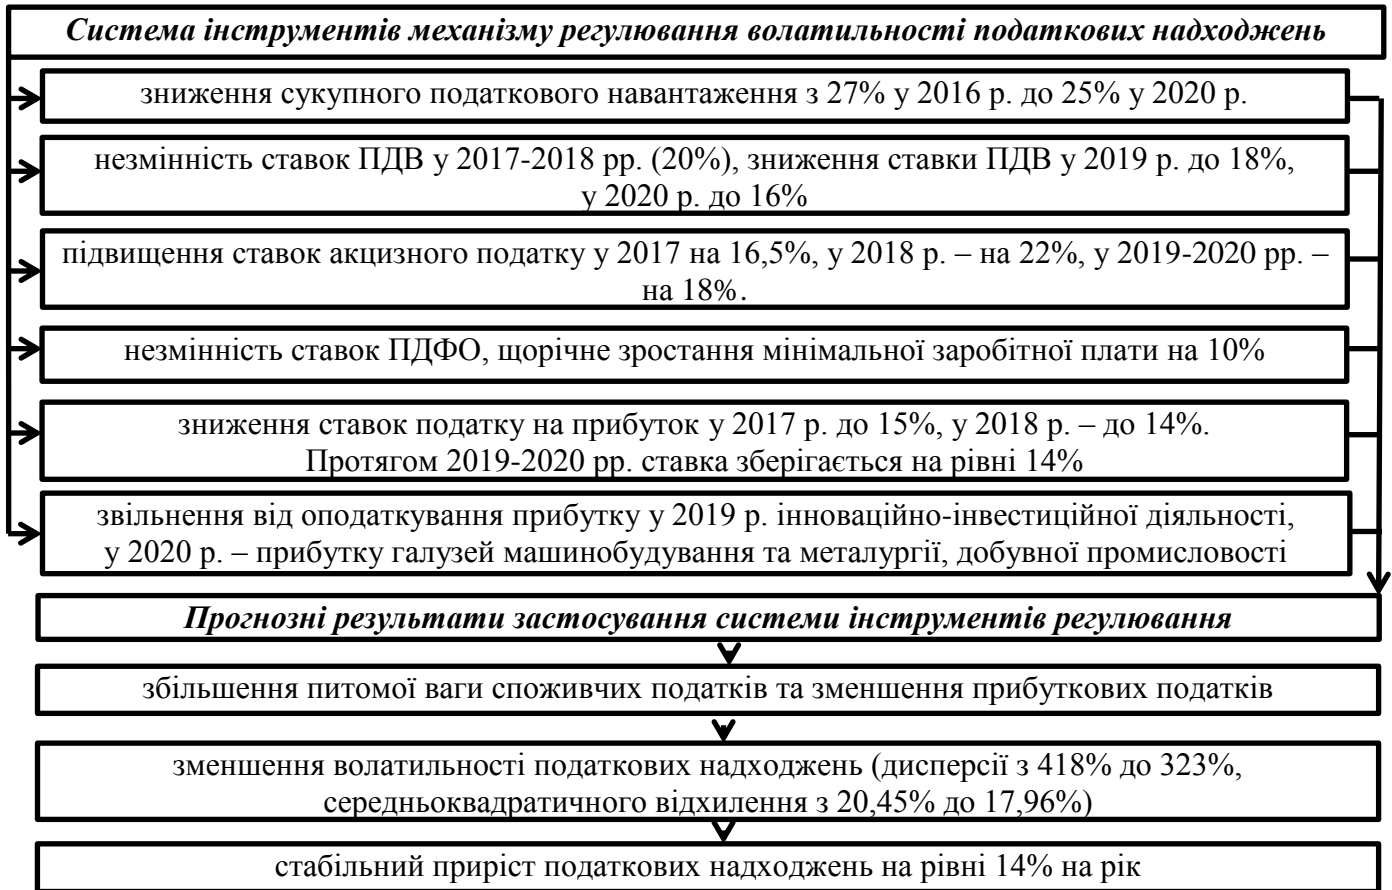 Система інструментів механізму регулювання волатильності податкових надходжень
зниження сукупного податкового навантаження з 27% у 2016 р. до 25% у 2020 р.
незмінність ставок ПДВ у 2017-2018 рр. (20%), зниження ставки ПДВ у 2019 р. до 18%,
у 2020 р. до 16%
підвищення ставок акцизного податку у 2017 на 16,5%, у 2018 р. – на 22%, у 2019-2020 рр. –
на 18%.
незмінність ставок ПДФО, щорічне зростання мінімальної заробітної плати на 10%
зниження ставок податку на прибуток у 2017 р. до 15%, у 2018 р. – до 14%.
Протягом 2019-2020 рр. ставка зберігається на рівні 14%
звільнення від оподаткування прибутку у 2019 р. інноваційно-інвестиційної діяльності,
у 2020 р. – прибутку галузей машинобудування та металургії, добувної промисловості
Прогнозні результати застосування системи інструментів регулювання
збільшення питомої ваги споживчих податків та зменшення прибуткових податків
зменшення волатильності податкових надходжень (дисперсії з 418% до 323%,
середньоквадратичного відхилення з 20,45% до 17,96%)
стабільний приріст податкових надходжень на рівні 14% на рік